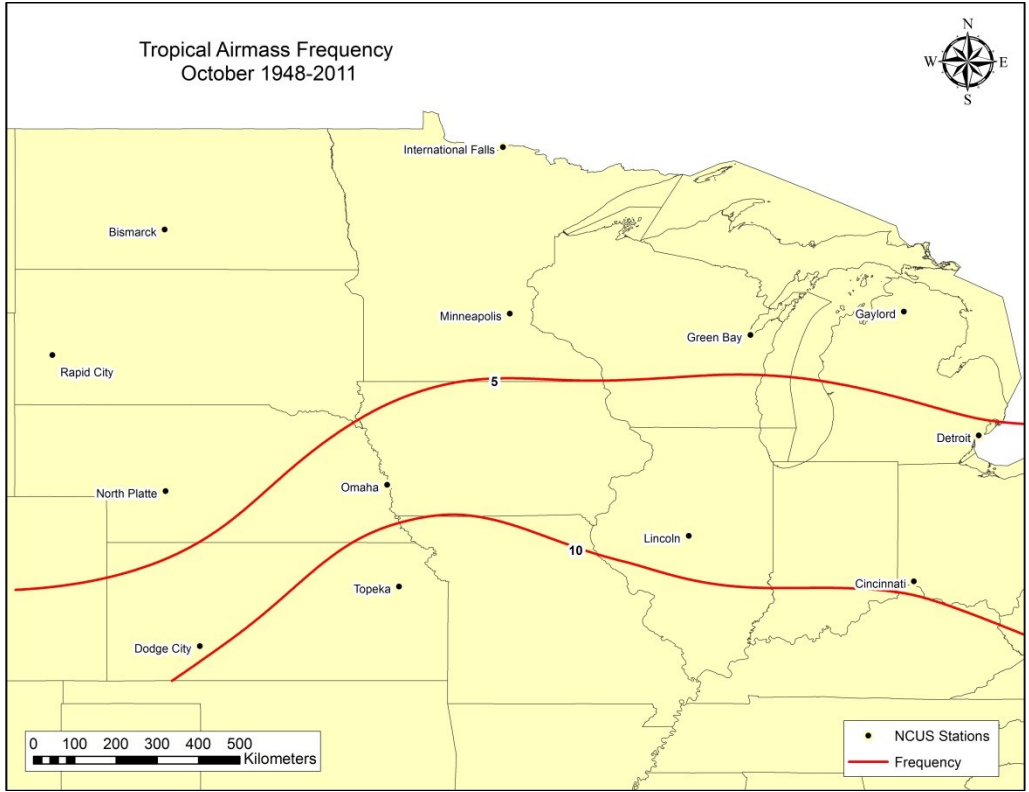 Tropical Airmass Frequency
October 1948-2011
N
W
E
S
International Falls
Bismarck
Minneapolis
Gaylord
Green Bay
Rapid City
5
Detroit
North Platte
Omaha
Lincoln
10
Topeka
Cincinnati
Dodge City
0 100 200 300 400 500
Kilometers
NCUS Stations
Frequency